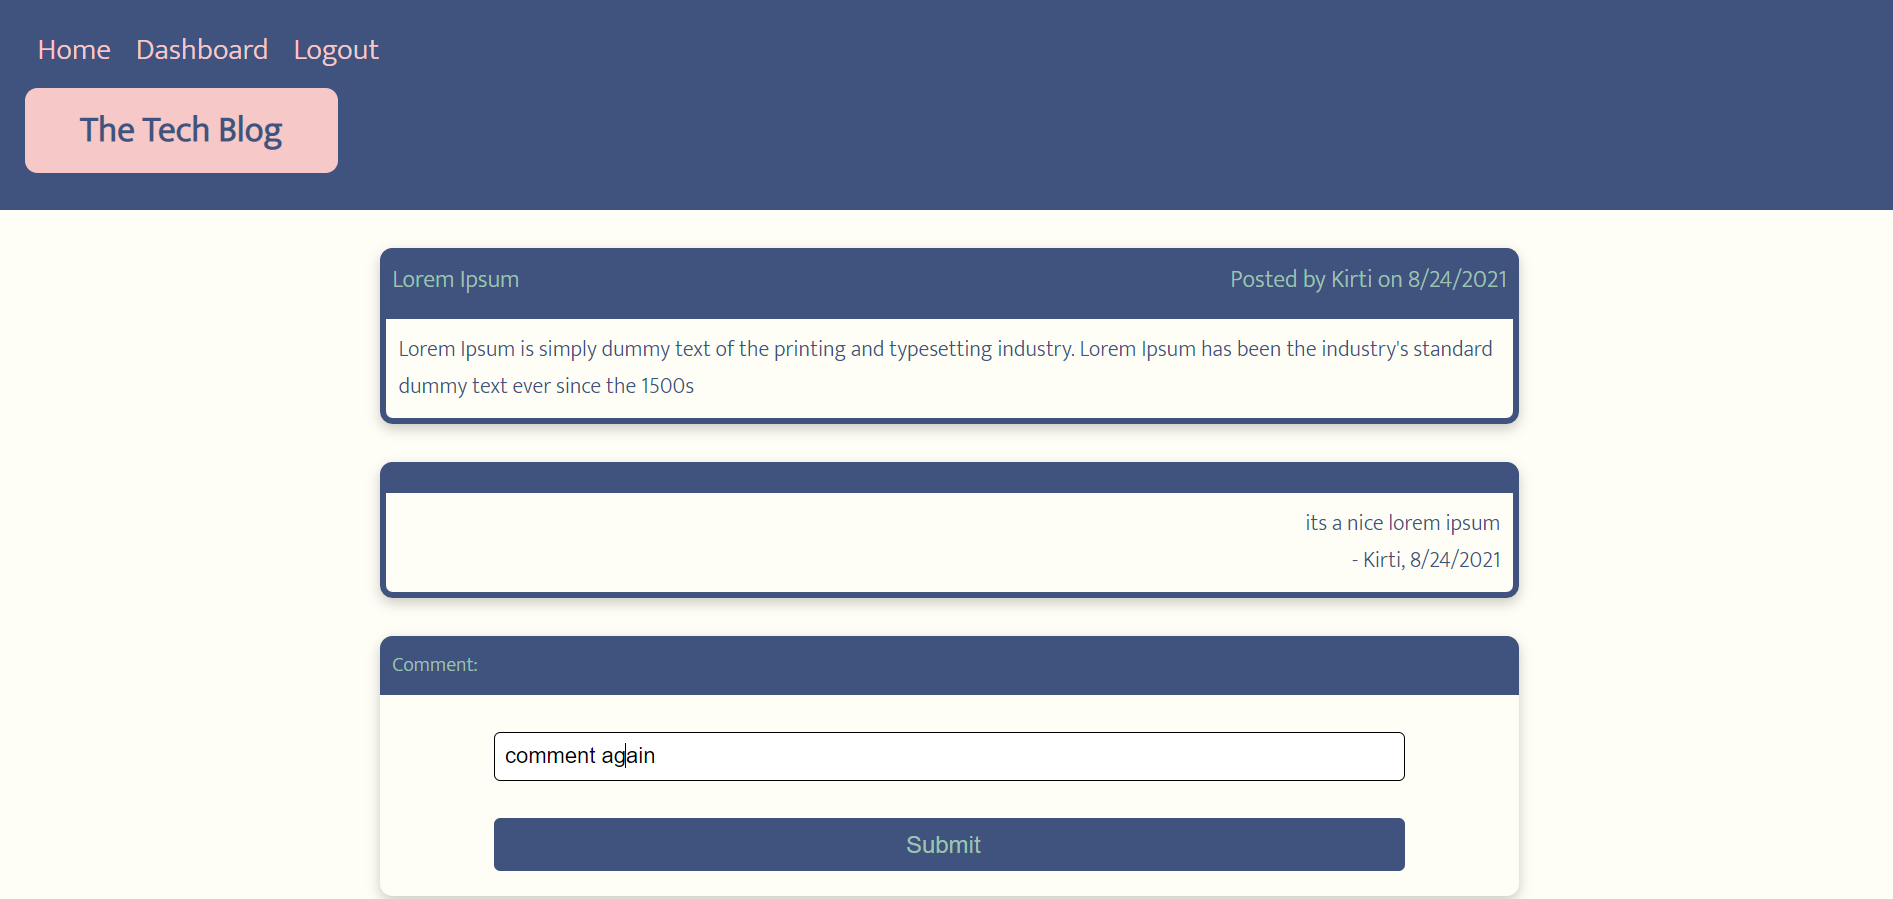 Home Dashboard Logout
The Tech Blog
Lorem Ipsum Posted by Kirti on 8/24/2021
Lorem Ipsum is simply dummy text of the printing and typesetting industry. Lorem Ipsum has been the industry's standard
dummy text ever since the 1500s
its a nice lorem ipsum
- Kirti, 8/24/2021
Comment:
comment again
Submit